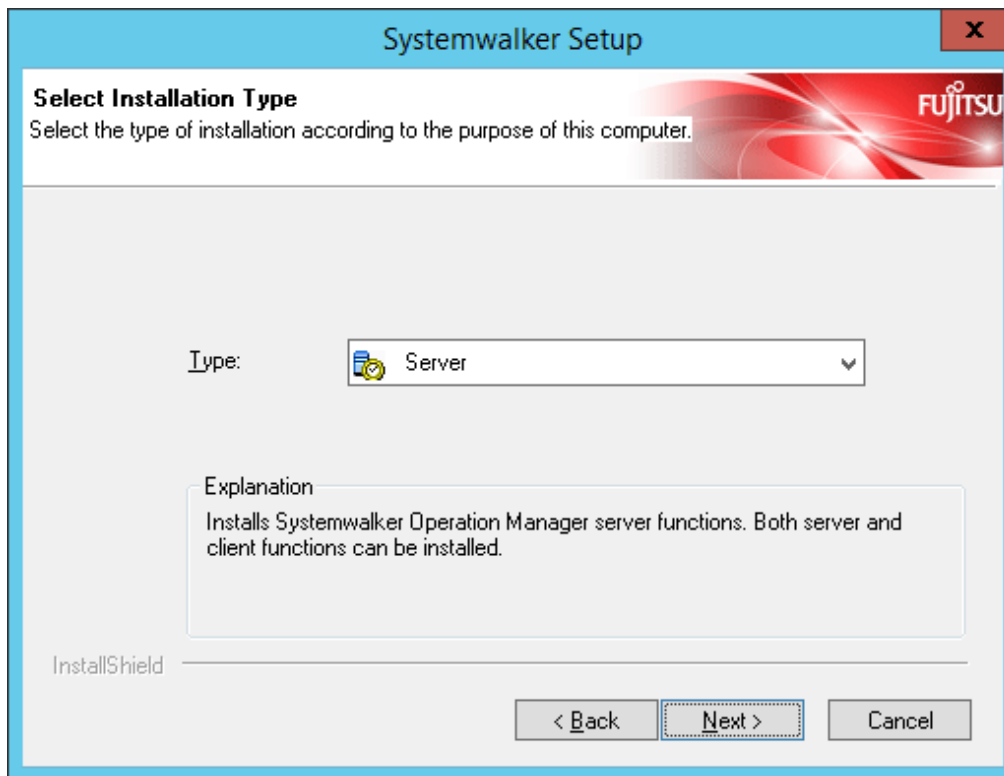 Systemwalker Setup
x
Select Installation Type
FUJITSU
Select the type of installation according to the purpose of this computer.
Type:
Server
Explanation
Installs Systemwalker Operation Manager server functions. Both server and
client functions can be installed.
InstallShield
< Back
Next >
Cancel